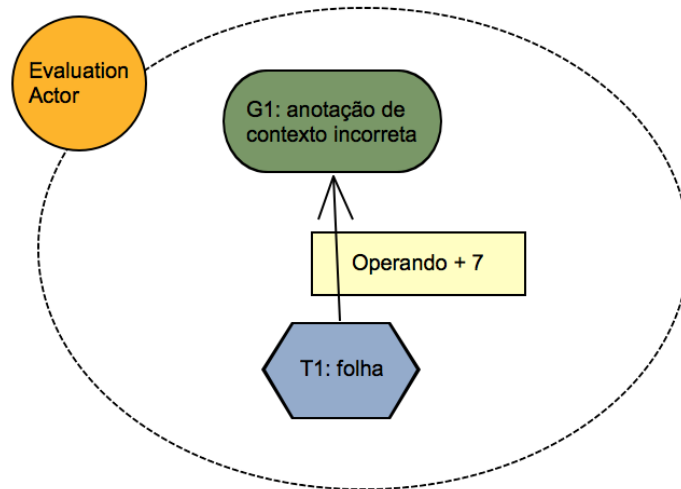 Evaluation
Actor
G1: anotação de
contexto incorreta
Operando + 7
T1: folha